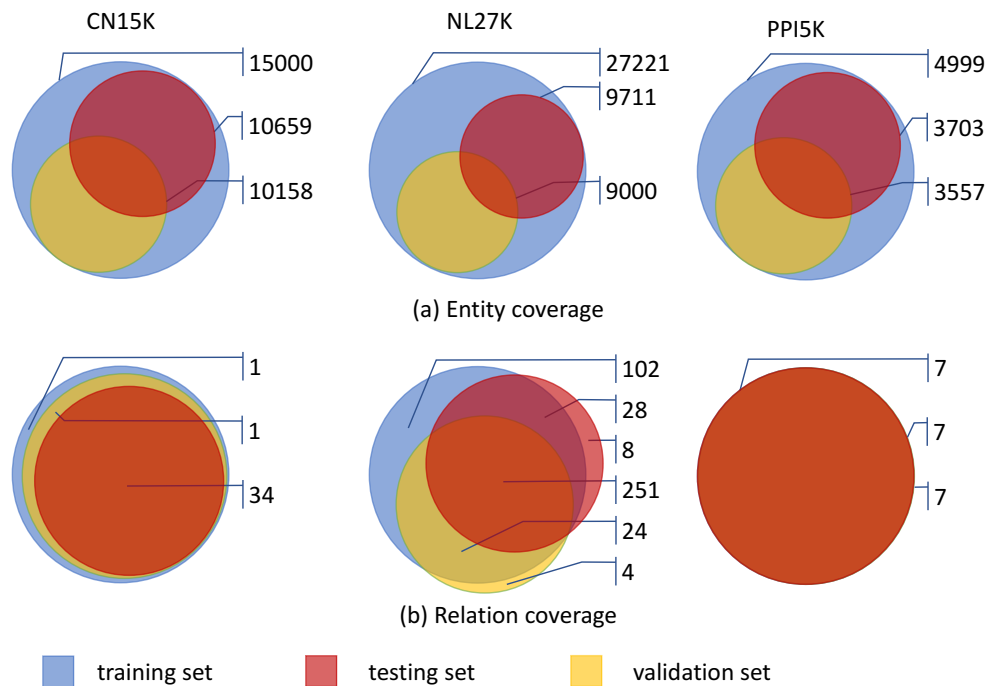 CN15K
NL27K
PPI5K
15000
10659
10158
27221
9711
9000
4999
3703
3557
(a) Entity coverage
1
1
34
102
28
8
251
24
4
7
7
7
(b) Relation coverage
training set
testing set
validation set